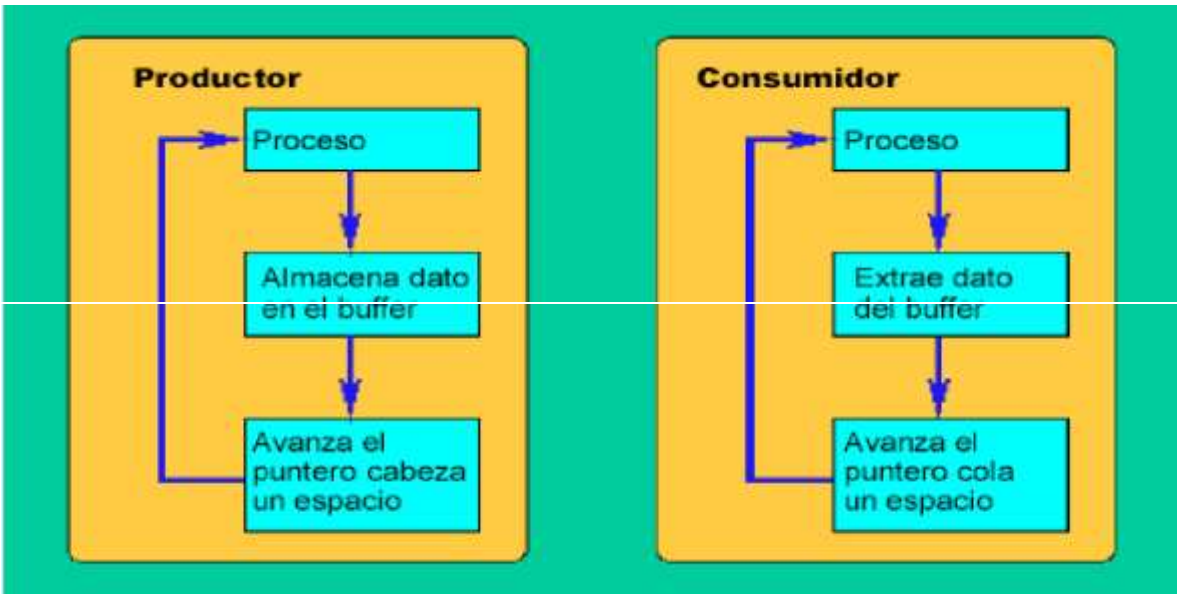 Productor
Proceso
Almacena dato
en el buffer
Avanza el
puntero cabeza
un espacio
Consumidor
Proceso
Extrae dato
del buffer
Avanza el
puntero cola
un espacio